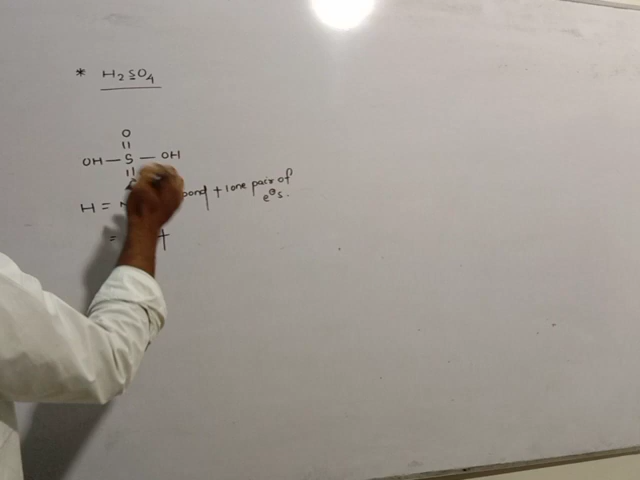 * H₂SO₄
O
||
OH — S — OH
||
H = bond + lone pair of
e⊖s.
=